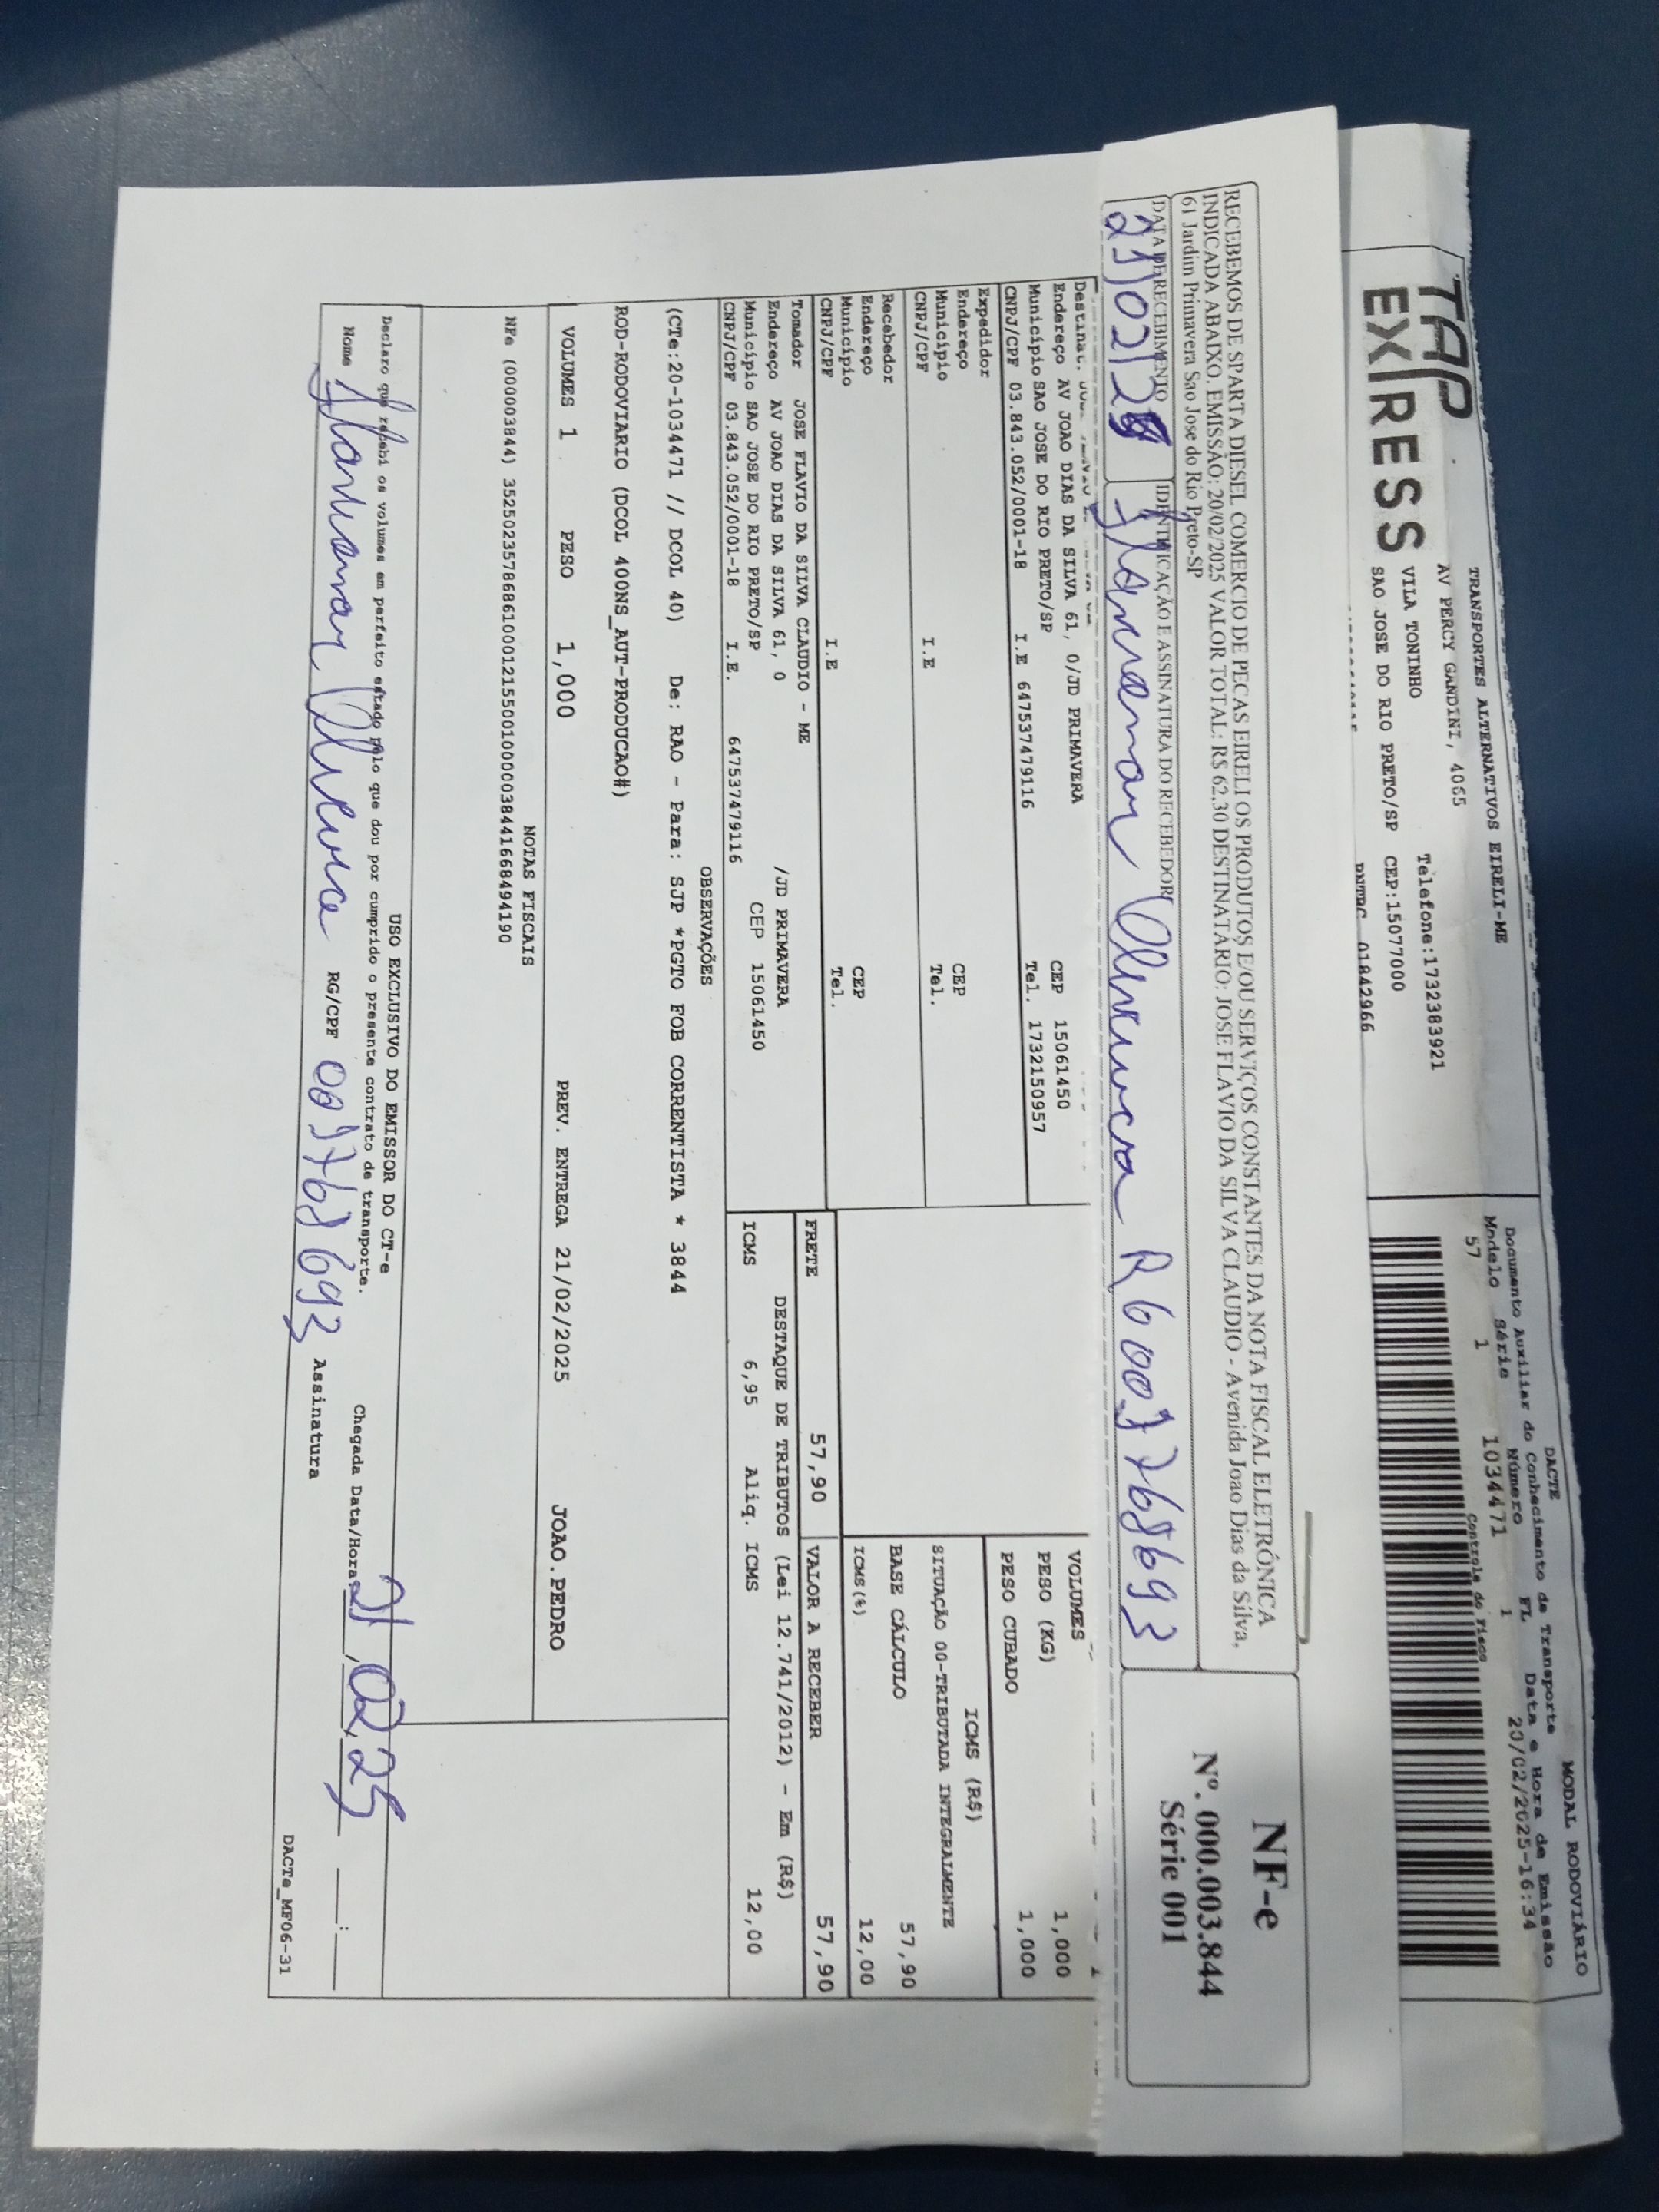 TAP
EXPRESS
TRANSPORTES ALTERNATIVOS EIRELI-ME
AV PERCY GANDINI, 4065
VILA TONINHO Telefone:1732383921
SAO JOSE DO RIO PRETO/SP CEP:15077000
RNTRC 01842966
MODAL RODOVIÁRIO
DACTE
Documento Auxiliar do Conhecimento de Transporte
Modelo Série Número FL Data e Hora de Emissão
57 1 1034471 1 20/02/2025-16:34
Controle do Fisco
RECEBEMOS DE SPARTA DIESEL COMERCIO DE PECAS EIRELI OS PRODUTOS E/OU SERVIÇOS CONSTANTES DA NOTA FISCAL ELETRÔNICA
INDICADA ABAIXO. EMISSÃO: 20/02/2025 VALOR TOTAL: R$ 62.30 DESTINATÁRIO: JOSE FLAVIO DA SILVA CLAUDIO - Avenida Joao Dias da Silva,
61 Jardim Primavera Sao Jose do Rio Preto-SP
DATA DE RECEBIMENTO
IDENTIFICAÇÃO E ASSINATURA DO RECEBEDOR
21/02/25
NF-e
Nº. 000.003.844
Série 001
Destinat.
Endereço AV JOAO DIAS DA SILVA 61, 0/JD PRIMAVERA CEP 15061450
Município SAO JOSE DO RIO PRETO/SP Tel. 1732150957
CNPJ/CPF 03.843.052/0001-18 I.E 647537479116
Expedidor
Endereço CEP
Município Tel.
CNPJ/CPF I.E
Recebedor
Endereço CEP
Município Tel.
CNPJ/CPF I.E
VOLUMES
PESO (KG) 1,000
PESO CUBADO 1,000
ICMS (R$)
SITUAÇÃO 00-TRIBUTADA INTEGRALMENTE
BASE CÁLCULO 57,90
ICMS(%) 12,00
Tomador JOSE FLAVIO DA SILVA CLAUDIO - ME
Endereço AV JOAO DIAS DA SILVA 61, 0 /JD PRIMAVERA
Município SAO JOSE DO RIO PRETO/SP CEP 15061450
CNPJ/CPF 03.843.052/0001-18 I.E. 647537479116
FRETE 57,90 VALOR A RECEBER 57,90
DESTAQUE DE TRIBUTOS (Lei 12.741/2012) - Em (R$)
ICMS 6,95 Aliq. ICMS 12,00
OBSERVAÇÕES
(CTe:20-1034471 // DCOL 40) De: RAO - Para: SJP *PGTO FOB CORRENTISTA * 3844
ROD-RODOVIARIO (DCOL 400NS_AUT-PRODUCAO#)
VOLUMES 1 PESO 1,000 PREV. ENTREGA 21/02/2025 JOAO.PEDRO
NOTAS FISCAIS
NFe (000003844) 35250235786861000121550010000038441668494190
USO EXCLUSIVO DO EMISSOR DO CT-e
Declaro que recebi os volumes em perfeito estado pelo que dou por cumprido o presente contrato de transporte.
Chegada Data/Hora 21 02 25
Nome RG/CPF Assinatura
DACTe_MF06-31